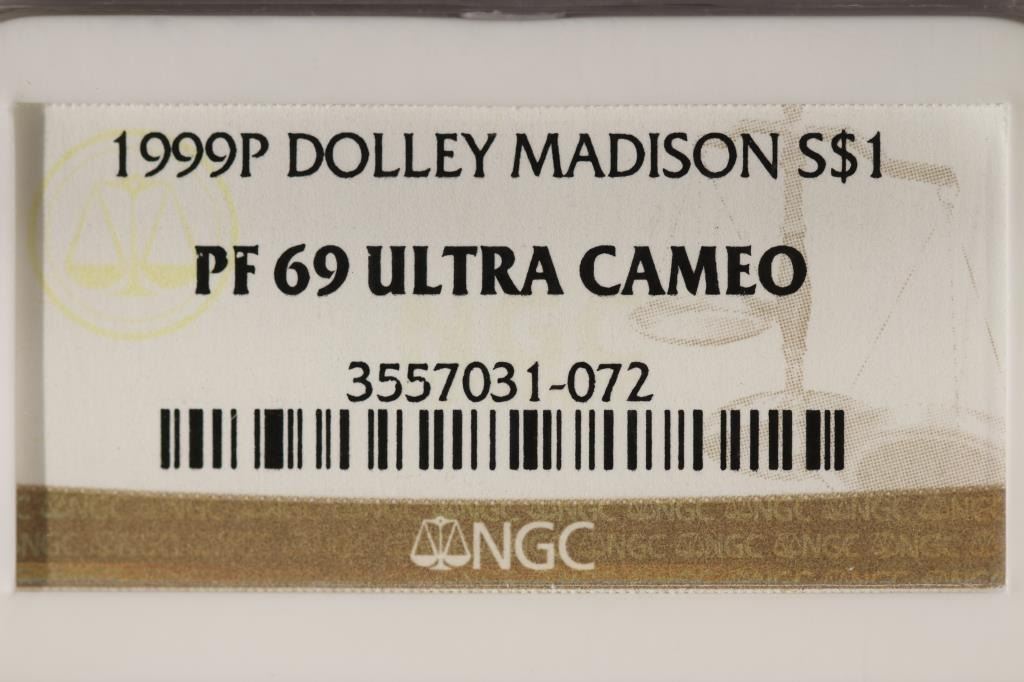 1999P DOLLEY MADISON S$1
PF 69 ULTRA CAMEO
3557031-072
NGC